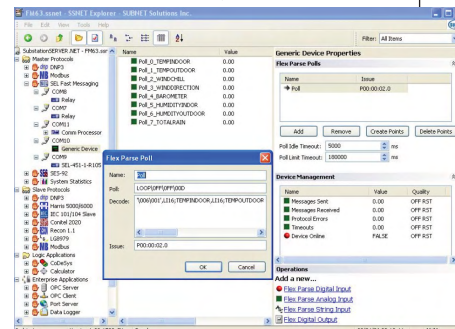 FM63.ssnet - SSNET Explorer - SUBNET Solutions Inc.
File Edit View Tools Help
Filter: All Items
SubstationSERVER.NET - FM63.ssr
Master Protocols
DNP3
Modbus
SEL Fast Messaging
COM8
Relay
COM7
Relay
COM11
Comm Processor
COM10
Generic Device
COM9
SEL-451-1-R105
SES-92
System Statistics
Slave Protocols
DNP3
Harris 5000/6000
IEC 101/104 Slave
Conitel 2020
Recon 1.1
LG8979
Modbus
Logic Applications
CoDeSys
Calculator
Enterprise Applications
OPC Server
OPC Client
Port Server
Data Logger
Name Value
Poll_0_TEMPINDOOR 0.00
Poll_1_TEMPOUTDOOR 0.00
Poll_2_WINDCHILL 0.00
Poll_3_WINDDIRECTION 0.00
Poll_4_BAROMETER 0.00
Poll_5_HUMIDITYINDOR 0.00
Poll_6_HUMIDITYOUTDOOR 0.00
Poll_7_TOTALRAIN 0.00
Flex Parse Poll
Name: Poll
Poll: LOOP\0FF\0FF\00D
Decode: '\006\001',LI16;TEMPINDOOR,LI16;TEMPOUTDOOR
Issue: P00:00:02.0
OK Cancel
Generic Device Properties
Flex Parse Polls
Name Issue
Poll P00:00:02.0
Add Remove Create Points Delete Points
Poll Idle Timeout: 5000 ms
Poll Limit Timeout: 100000 ms
Device Management
Name Value Quality
Messages Sent 0.00 OFF RST
Messages Received 0.00 OFF RST
Protocol Errors 0.00 OFF RST
Timeouts 0.00 OFF RST
Device Online FALSE OFF RST
Operations
Add a new...
Flex Parse Digital Input
Flex Parse Analog Input
Flex Parse String Input
Flex Digital Output